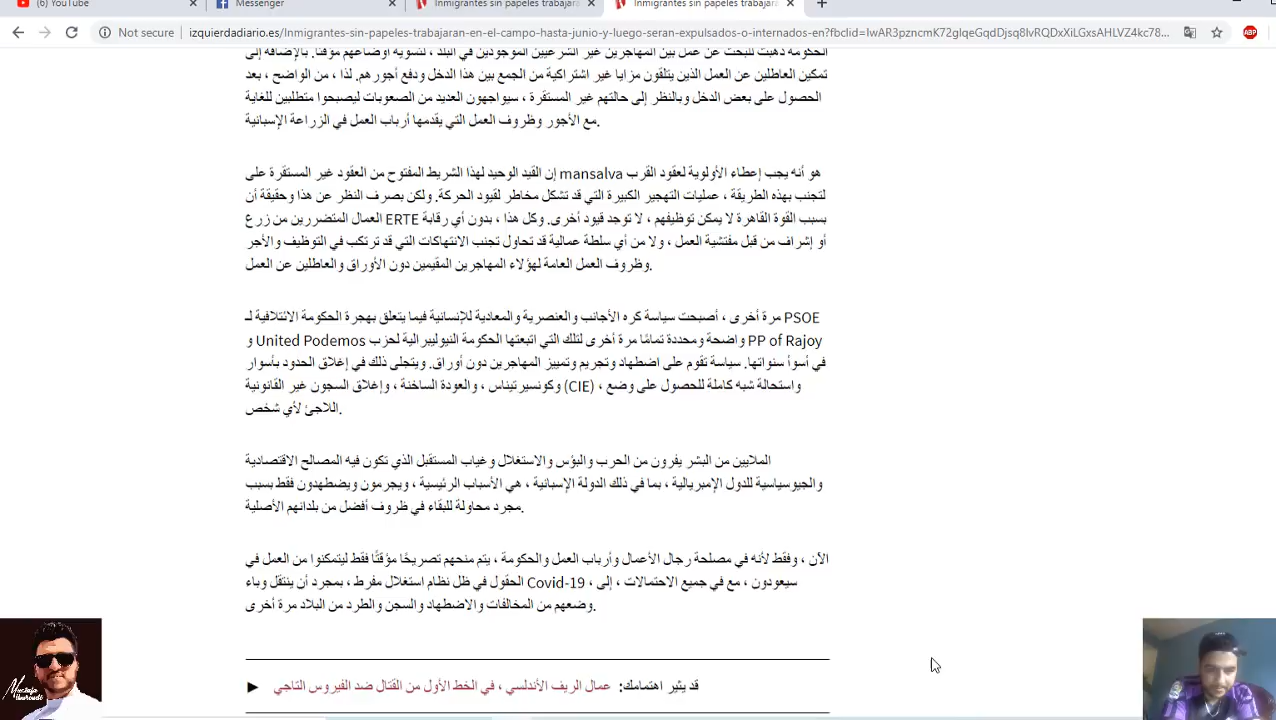 (6) YouTube
Messenger
Inmigrantes sin papeles trabajar
Inmigrantes sin papeles trabajar
Not secure
izquierdadiario.es/Inmigrantes-sin-papeles-trabajaran-en-el-campo-hasta-junio-y-luego-seran-expulsados-o-internados-en?fbclid=IwAR3pzncmK72glqeGqdDjsq8IvRQDxXiLGxsAHLVZ4kc78...
ABP
الحكومة ذهبت للبحث عن عمل بين المهاجرين غير الشرعيين الموجودين في البلد ، لتسوية أوضاعهم مؤقتًا. بالإضافة إلى
تمكين العاطلين عن العمل الذين يتلقون مزايا غير اشتراكية من الجمع بين هذا الدخل ودفع أجورهم. لذا ، من الواضح ، بعد
الحصول على بعض الدخل وبالنظر إلى حالتهم غير المستقرة ، سيواجهون العديد من الصعوبات ليصبحوا متطلبين للغاية
مع الأجور وظروف العمل التي يقدمها أرباب العمل في الزراعة الإسبانية.
هو أنه يجب إعطاء الأولوية لعقود القرب mansalva إن القيد الوحيد لهذا الشريط المفتوح من العقود غير المستقرة على
لتجنب بهذه الطريقة ، عمليات التهجير الكبيرة التي قد تشكل مخاطر لقيود الحركة. ولكن بصرف النظر عن هذا وحقيقة أن
بسبب القوة القاهرة لا يمكن توظيفهم ، لا توجد قيود أخرى. وكل هذا ، بدون أي رقابة ERTE العمال المتضررين من زرع
أو إشراف من قبل مفتشية العمل ، ولا من أي سلطة عمالية قد تحاول تجنب الانتهاكات التي قد ترتكب في التوظيف والأجر
وظروف العمل العامة لهؤلاء المهاجرين المقيمين دون الأوراق والعاطلين عن العمل.
مرة أخرى ، أصبحت سياسة كره الأجانب والعنصرية والمعادية للإنسانية فيما يتعلق بهجرة الحكومة الائتلافية لـ PSOE
و United Podemos واضحة ومحددة تمامًا مرة أخرى لتلك التي اتبعتها الحكومة النيوليبرالية لحزب PP of Rajoy
في أسوأ سنواتها. سياسة تقوم على اضطهاد وتجريم وتمييز المهاجرين دون أوراق. ويتجلى ذلك في إغلاق الحدود بأسوار
وكونسيرتيناس ، والعودة الساخنة ، وإغلاق السجون غير القانونية (CIE) ، واستحالة شبه كاملة للحصول على وضع
اللاجئ لأي شخص.
الملايين من البشر يفرون من الحرب والبؤس والاستغلال وغياب المستقبل الذي تكون فيه المصالح الاقتصادية
والجيوسياسية للدول الإمبريالية ، بما في ذلك الدولة الإسبانية ، هي الأسباب الرئيسية ، ويجرمون ويضطهدون فقط بسبب
مجرد محاولة للبقاء في ظروف أفضل من بلدانهم الأصلية.
الآن ، وفقط لأنه في مصلحة رجال الأعمال وأرباب العمل والحكومة ، يتم منحهم تصريحًا مؤقتًا فقط ليتمكنوا من العمل في
سيعودون ، مع في جميع الاحتمالات ، إلى ، Covid-19 الحقول في ظل نظام استغلال مفرط ، بمجرد أن ينتقل وباء
وضعهم من المخالفات والاضطهاد والسجن والطرد من البلاد مرة أخرى.
قد يثير اهتمامك: عمال الريف الأندلسي ، في الخط الأول من القتال ضد الفيروس التاجي